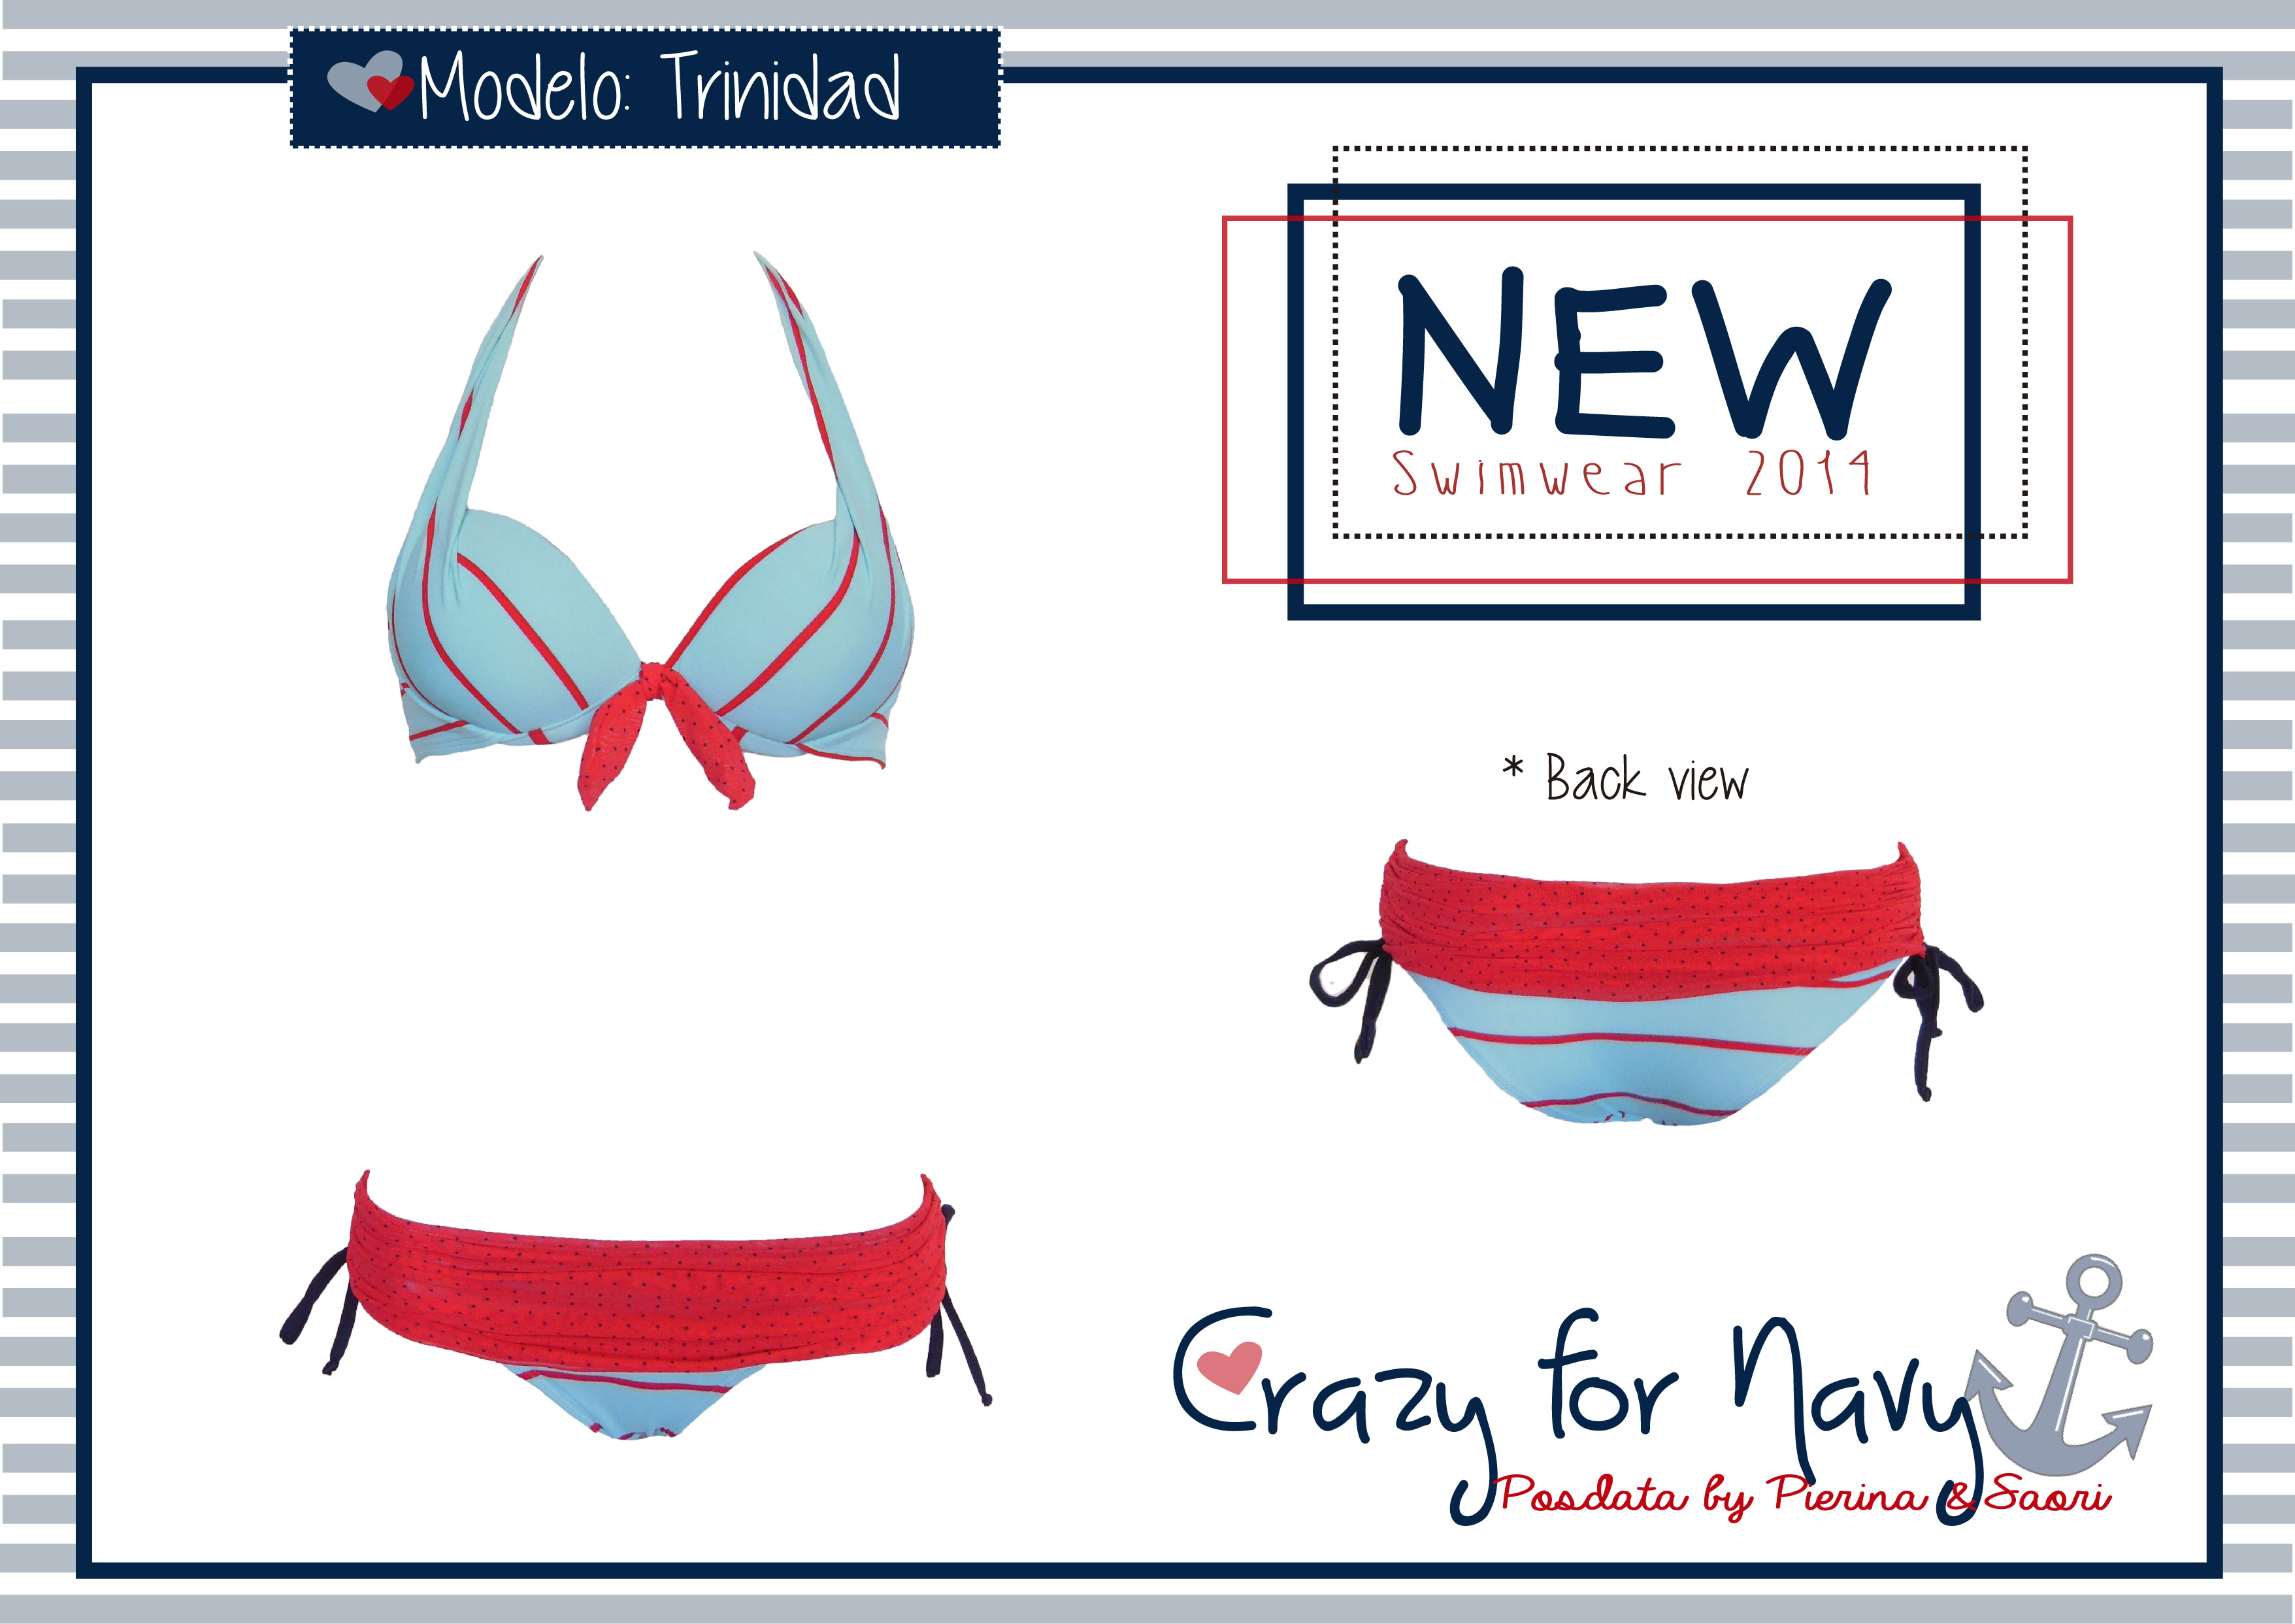 Modelo: Trinidad
NEW
Swimwear 2014
* Back view
Crazy for Navy
Posdata by Pierina & Saori